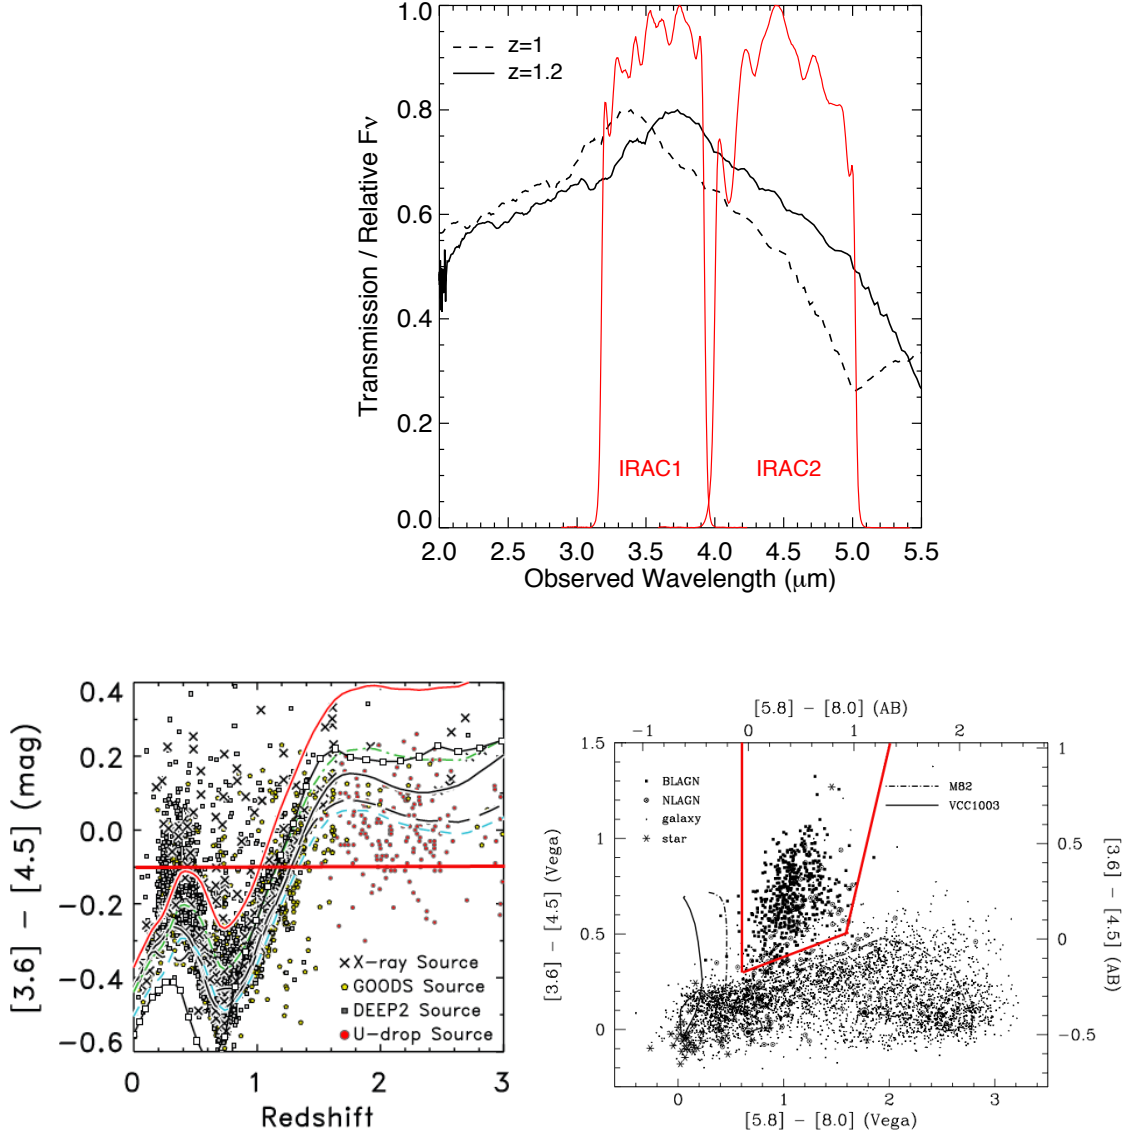 1.0
0.8
0.6
0.4
0.2
0.0
Transmission / Relative Fν
z=1
z=1.2
IRAC1
IRAC2
2.0 2.5 3.0 3.5 4.0 4.5 5.0 5.5
Observed Wavelength (μm)
0.4
0.2
0.0
−0.2
−0.4
−0.6
[3.6] − [4.5] (mag)
X−ray Source
GOODS Source
DEEP2 Source
U−drop Source
0 1 2 3
Redshift
[5.8] − [8.0] (AB)
−1 0 1 2
1.5
1
0.5
0
[3.6] − [4.5] (Vega)
BLAGN
NLAGN
galaxy
star
M82
VCC1003
1
0.5
0
−0.5
[3.6] − [4.5] (AB)
0 1 2 3
[5.8] − [8.0] (Vega)